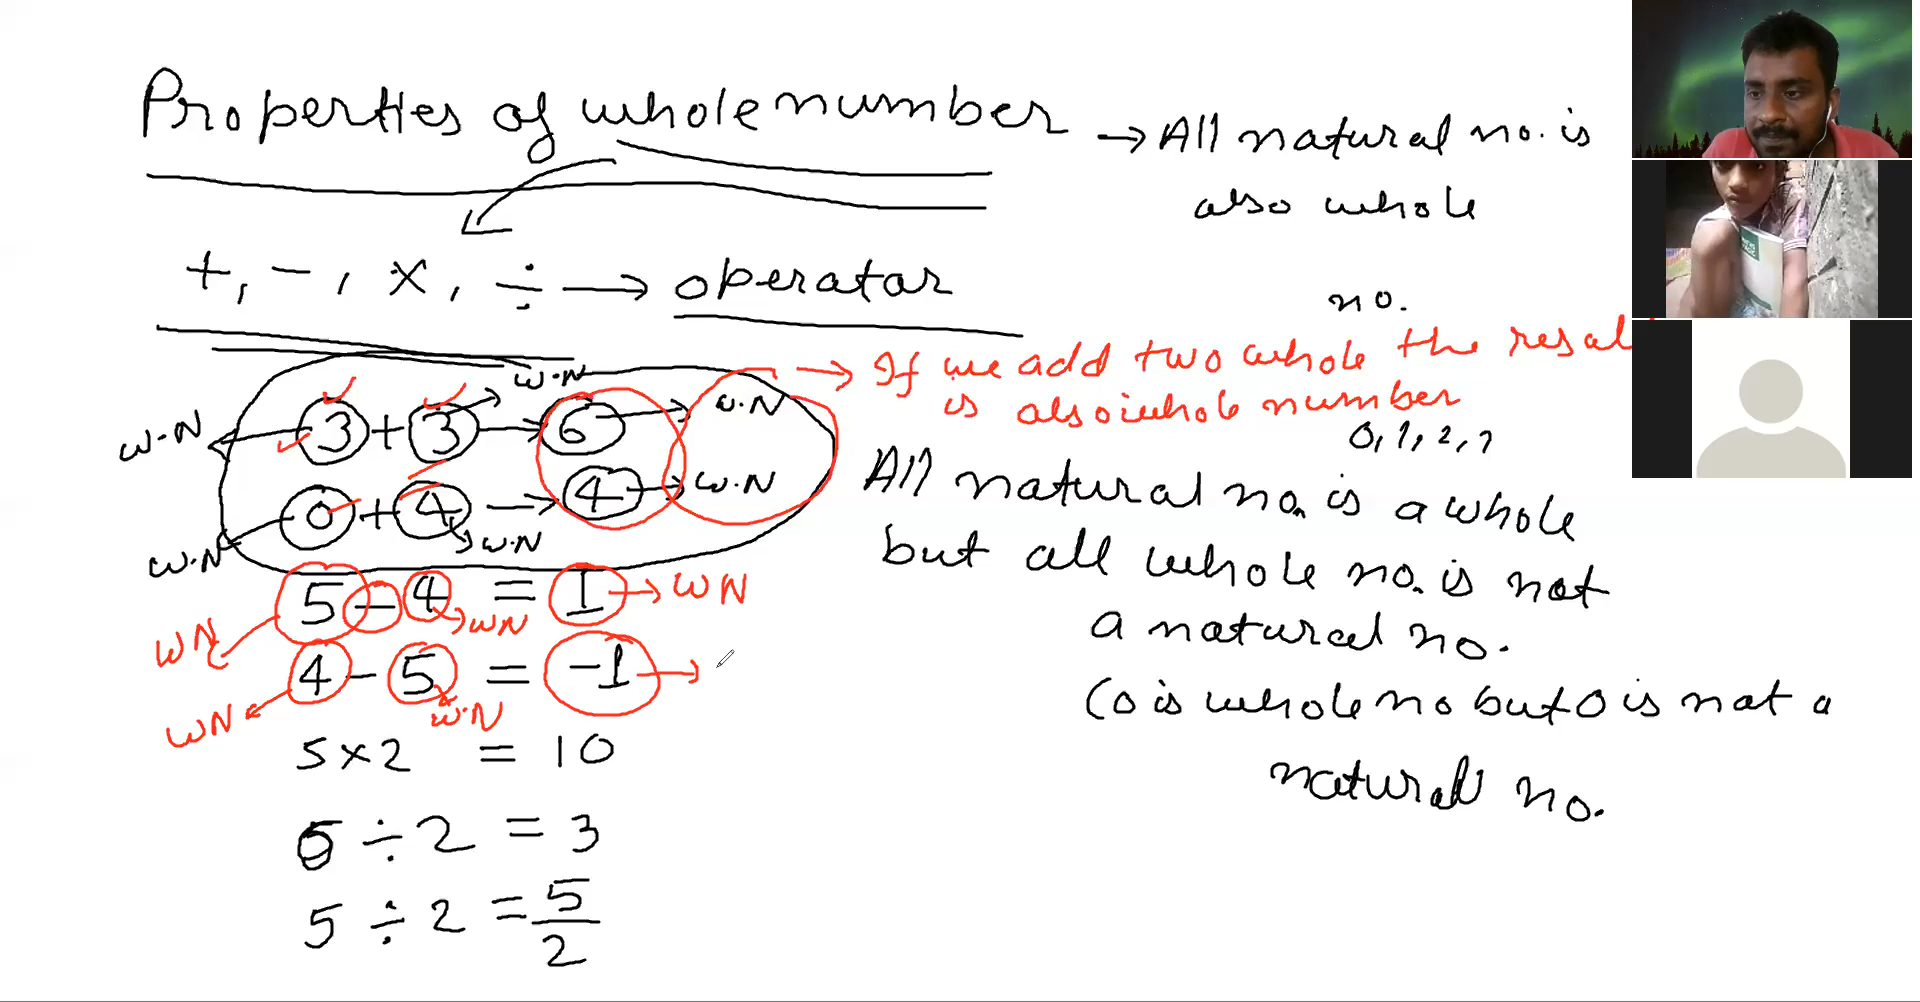 Properties of whole number → All natural no. is
also whole
no.
+, -, ×, ÷ → operator
→ If we add two whole the resul
is also whole number
0, 1, 2, 3
W.N
W.N 3 + 3 → 6 → W.N
0 + 4 → 4 → W.N
W.N W.N
All natural no. is a whole
but all whole no. is not
a natural no.
(0 is whole no but 0 is not a
natural no.
5 - 4 = 1 → WN
WN WN
4 - 5 = -1 →
WN W.N
5 × 2 = 10
6 ÷ 2 = 3
5 ÷ 2 = 5/2